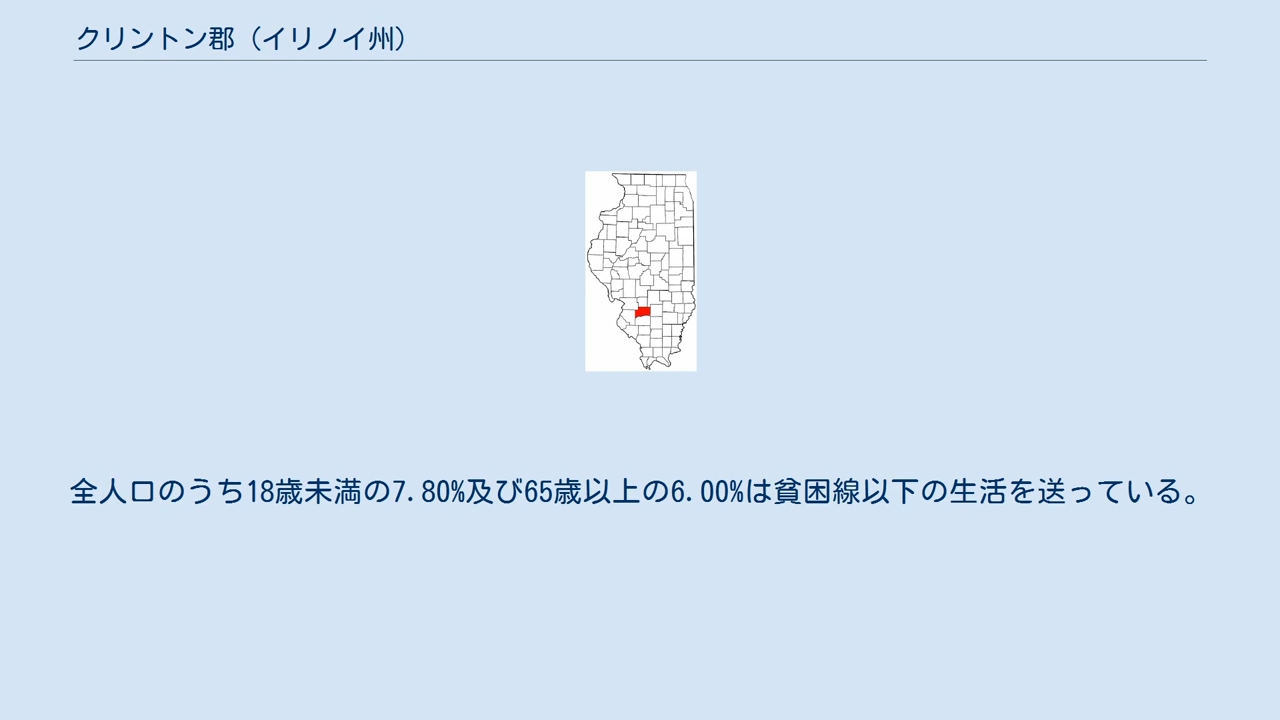 クリントン郡（イリノイ州）
全人口のうち18歳未満の7.80%及び65歳以上の6.00%は貧困線以下の生活を送っている。